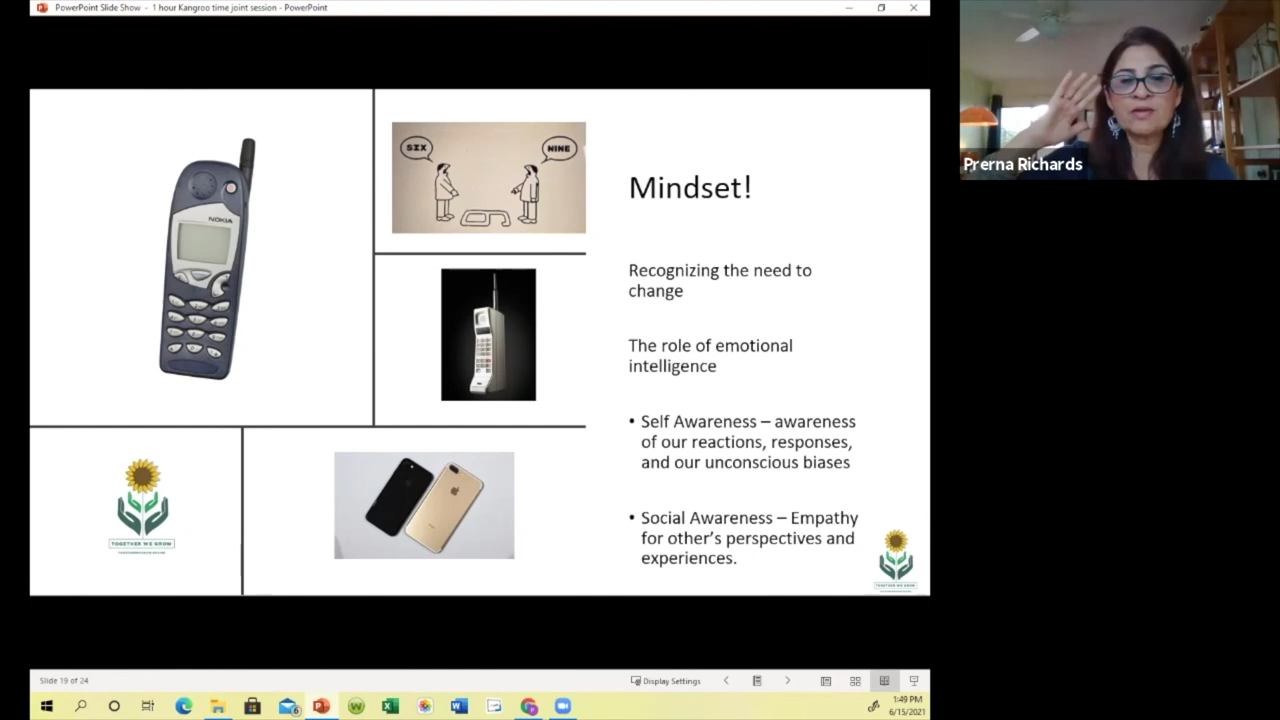 PowerPoint Slide Show - 1 hour Kangroo time joint session - PowerPoint
Prerna Richards
NOKIA
SIX
NINE
Mindset!
Recognizing the need to
change
The role of emotional
intelligence
• Self Awareness – awareness
of our reactions, responses,
and our unconscious biases
• Social Awareness – Empathy
for other's perspectives and
experiences.
TOGETHER WE GROW
TOGETHER WE GROW
Slide 19 of 24
Display Settings
1:49 PM
6/15/2021